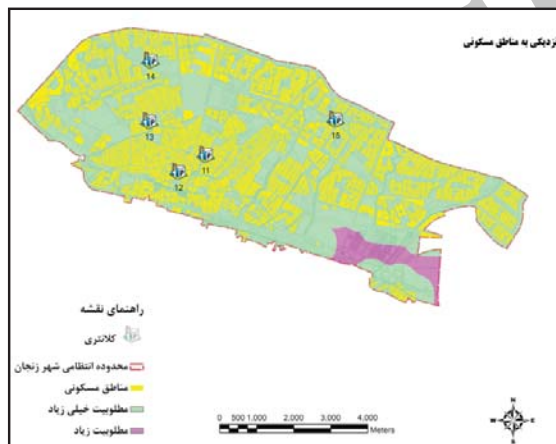 نزدیکی به مناطق مسکونی
14
13
15
11
12
راهنمای نقشه
کلانتری
محدوده انتظامی شهر زنجان
مناطق مسکونی
مطلوبیت خیلی زیاد
مطلوبیت زیاد
0 500 1.000 2.000 3.000 4.000
Meters
N
W E
S